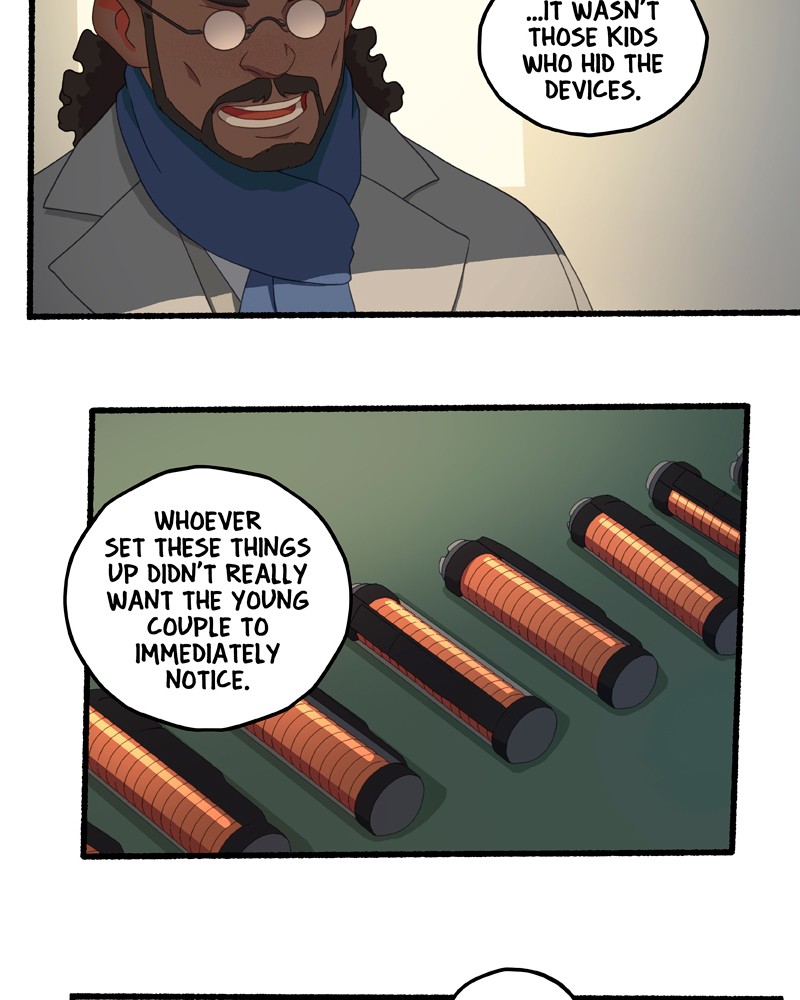 ...IT WASN'T
THOSE KIDS
WHO HID THE
DEVICES.
WHOEVER
SET THESE THINGS
UP DIDN'T REALLY
WANT THE YOUNG
COUPLE TO
IMMEDIATELY
NOTICE.